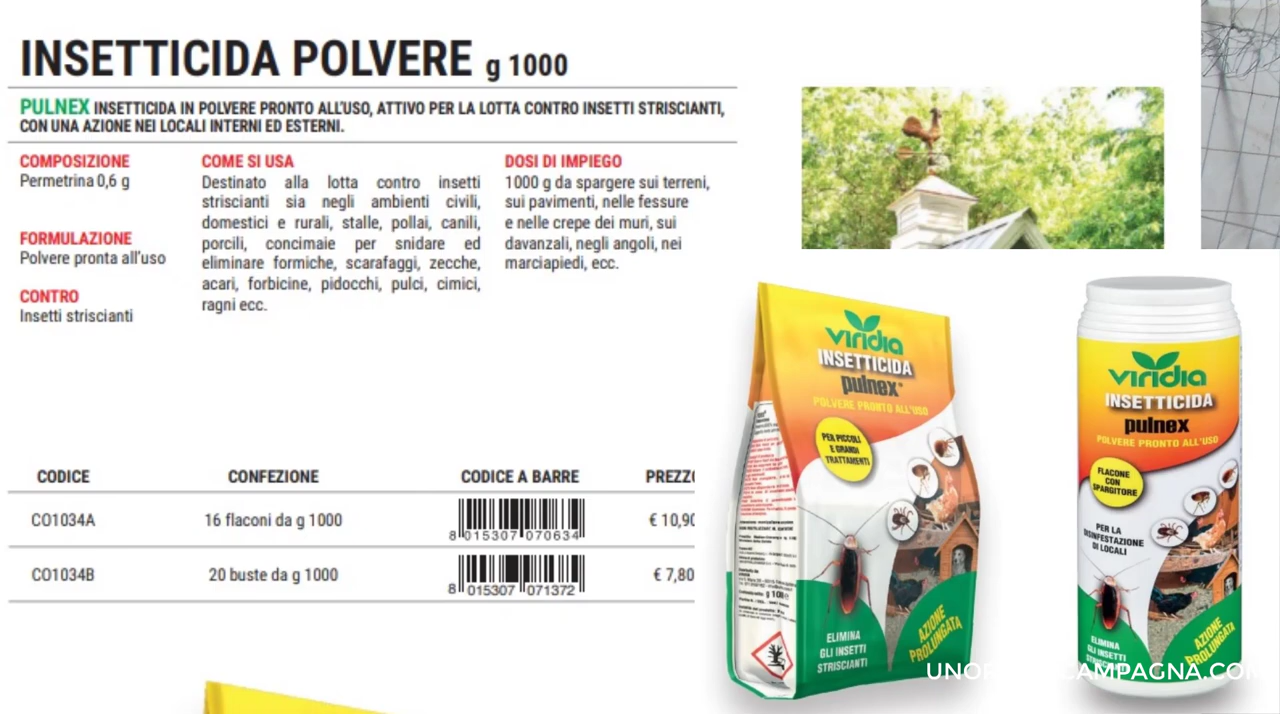 INSETTICIDA POLVERE g 1000
PULNEX INSETTICIDA IN POLVERE PRONTO ALL'USO, ATTIVO PER LA LOTTA CONTRO INSETTI STRISCIANTI,
CON UNA AZIONE NEI LOCALI INTERNI ED ESTERNI.
COMPOSIZIONE
Permetrina 0,6 g
FORMULAZIONE
Polvere pronta all'uso
CONTRO
Insetti striscianti
COME SI USA
Destinato alla lotta contro insetti
striscianti sia negli ambienti civili,
domestici e rurali, stalle, pollai, canili,
porcili, concimaie per snidare ed
eliminare formiche, scarafaggi, zecche,
acari, forbicine, pidocchi, pulci, cimici,
ragni ecc.
DOSI DI IMPIEGO
1000 g da spargere sui terreni,
sui pavimenti, nelle fessure
e nelle crepe dei muri, sui
davanzali, negli angoli, nei
marciapiedi, ecc.
CODICE CONFEZIONE CODICE A BARRE PREZZ
CO1034A 16 flaconi da g 1000 8 015307 070634 € 10,90
CO1034B 20 buste da g 1000 8 015307 071372 € 7,80
viridia
INSETTICIDA
pulnex®
POLVERE PRONTO ALL'USO
PER PICCOLI
E GRANDI
TRATTAMENTI
ELIMINA
GLI INSETTI
STRISCIANTI
AZIONE
PROLUNGATA
viridia
INSETTICIDA
pulnex
POLVERE PRONTO ALL'USO
FLACONE
CON
SPARGITORE
PER LA
DISINFESTAZIONE
DI LOCALI
ELIMINA
GLI INSETTI
STRISCIANTI
AZIONE
PROLUNGATA
CAMPAGNA.COM